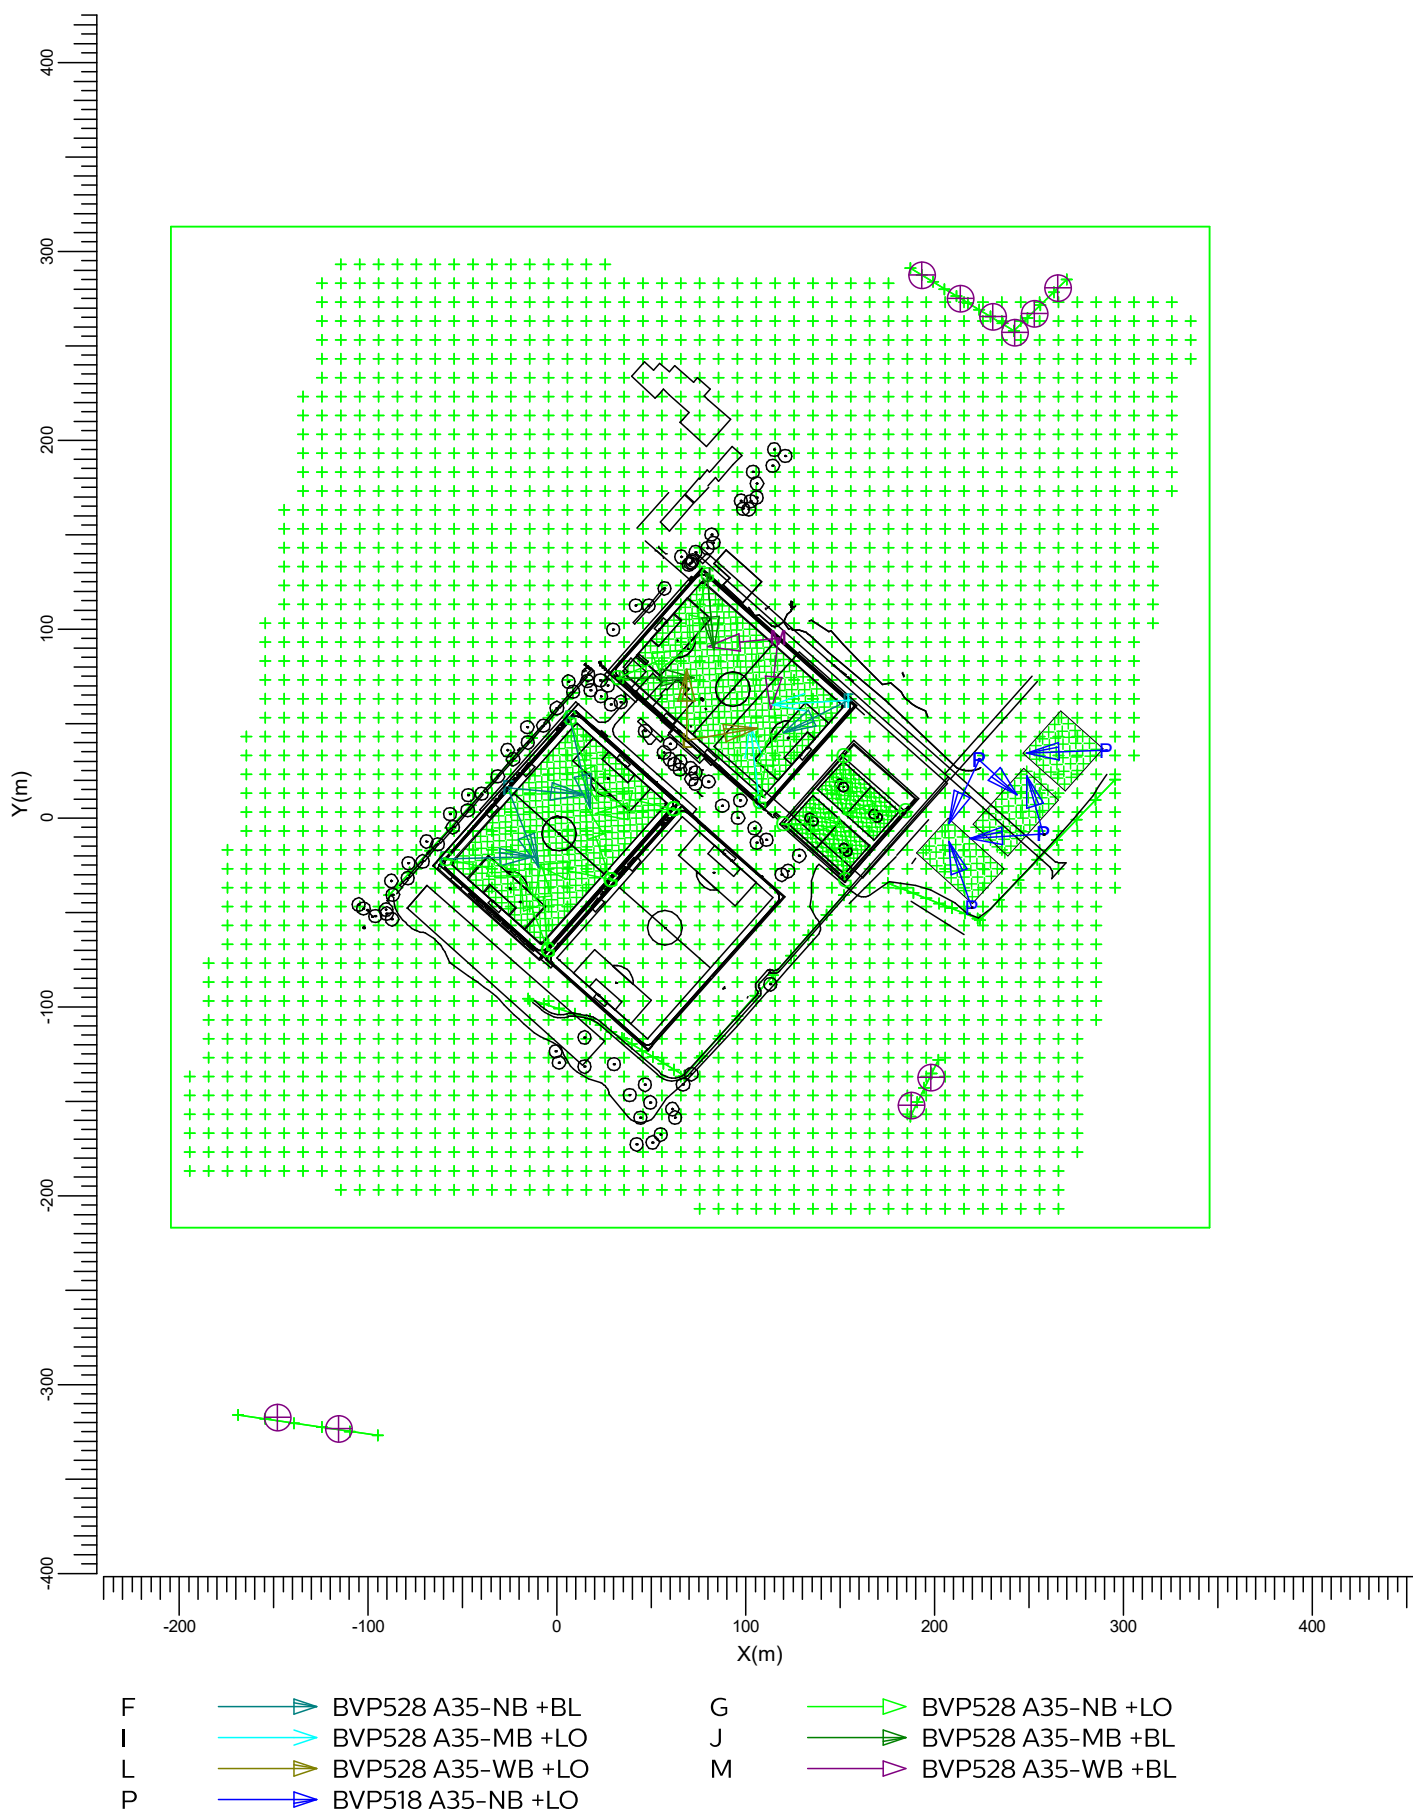 400
300
200
100
0
-100
-200
-300
-400
Y(m)
M
P
P
P
P
-200
-100
0
100
200
300
400
X(m)
F BVP528 A35-NB +BL
G BVP528 A35-NB +LO
I BVP528 A35-MB +LO
J BVP528 A35-MB +BL
L BVP528 A35-WB +LO
M BVP528 A35-WB +BL
P BVP518 A35-NB +LO